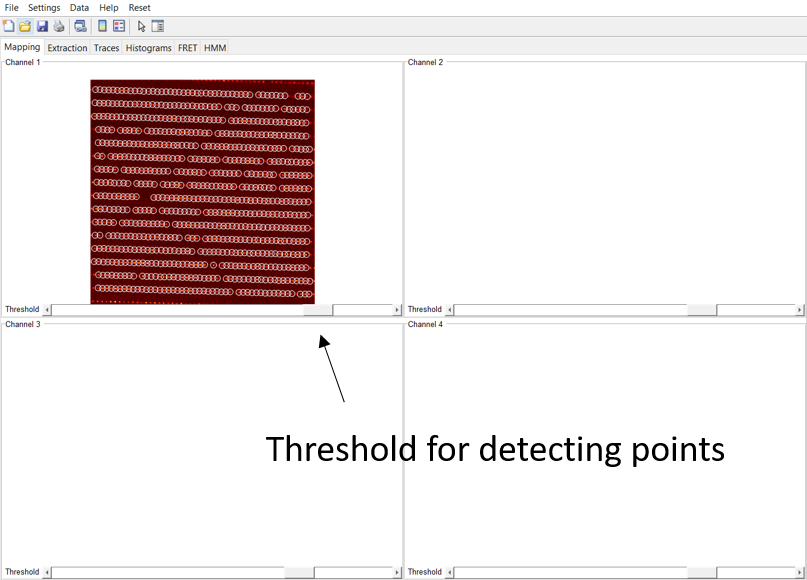 File Settings Data Help Reset
Mapping Extraction Traces Histograms FRET HMM
Channel 1
Channel 2
Threshold
Threshold
Channel 3
Channel 4
Threshold for detecting points
Threshold
Threshold